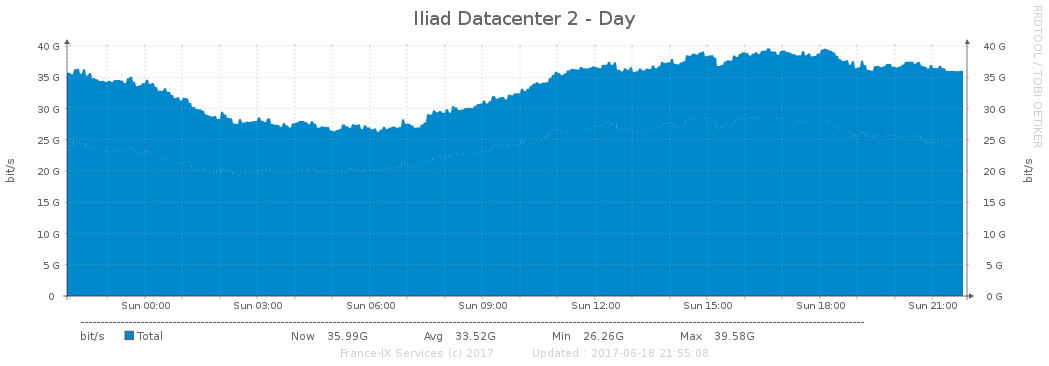 Iliad Datacenter 2 - Day
RRDTOOL / TOBI OETIKER
40 G 40 G
35 G 35 G
30 G 30 G
25 G 25 G
20 G 20 G
15 G 15 G
10 G 10 G
5 G 5 G
0 0 G
bit/s bit/s
Sun 00:00 Sun 03:00 Sun 06:00 Sun 09:00 Sun 12:00 Sun 15:00 Sun 18:00 Sun 21:00
bit/s Total Now 35.99G Avg 33.52G Min 26.26G Max 39.58G
France-IX Services (c) 2017 Updated : 2017-06-18 21:55:08